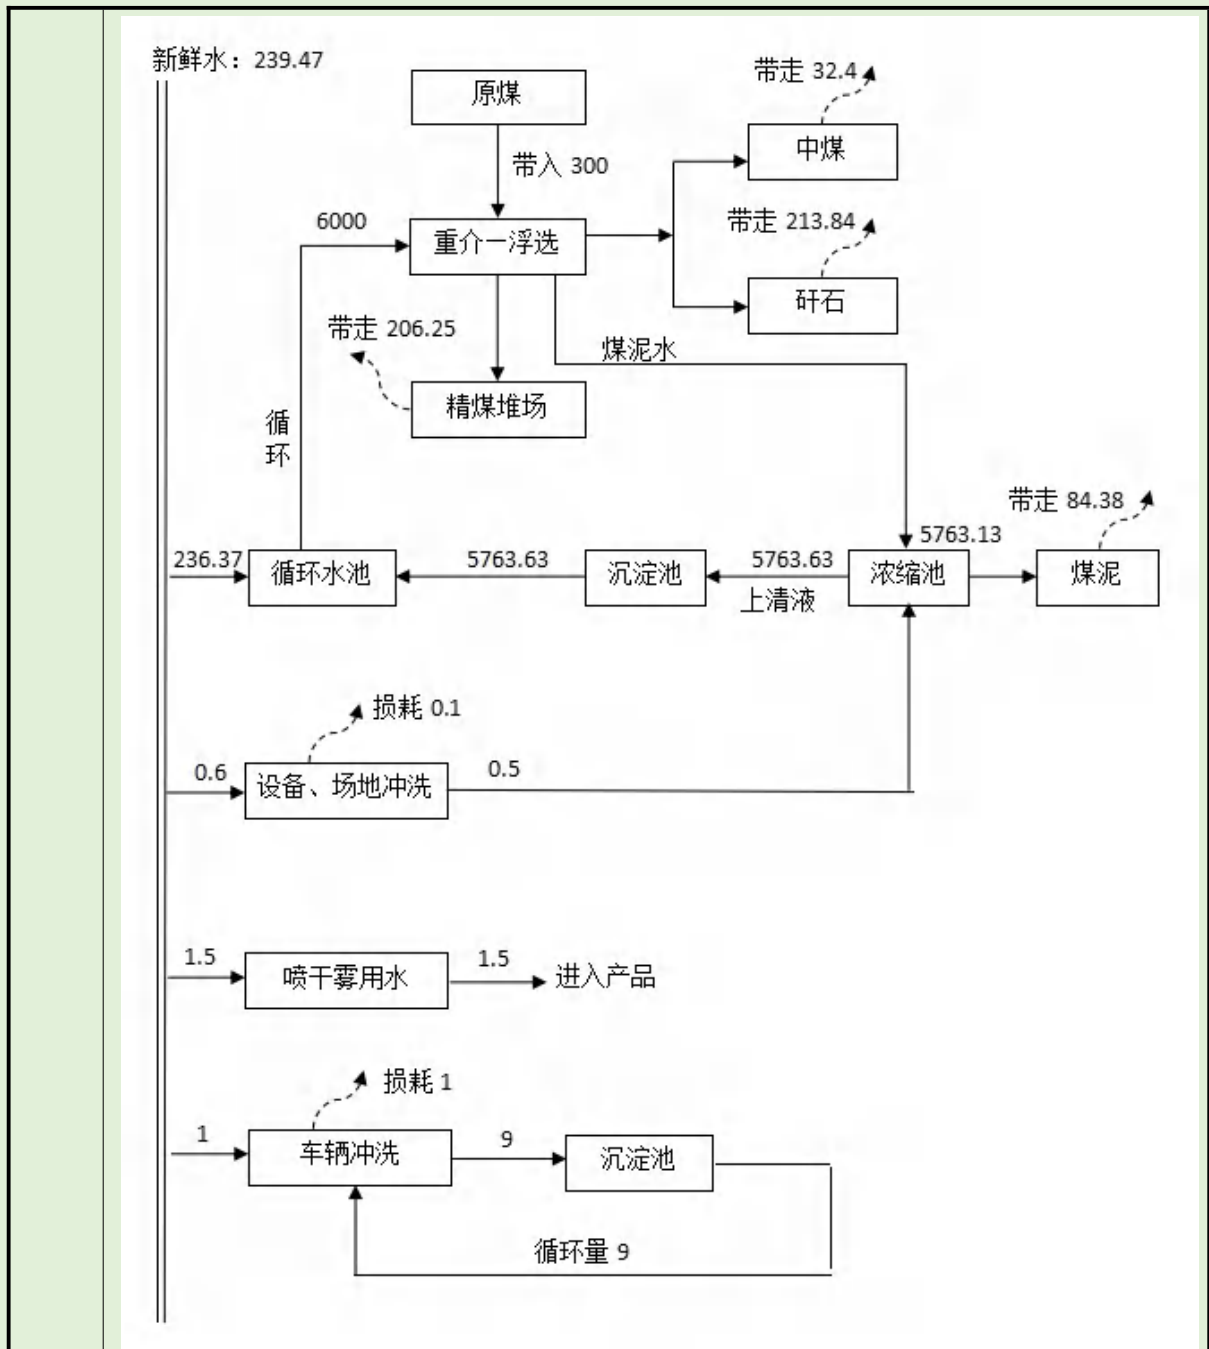 新鲜水：239.47
原煤
带走 32.4
中煤
带入 300
6000
重介一浮选
带走 213.84
矸石
带走 206.25
煤泥水
精煤堆场
循
环
带走 84.38
236.37
循环水池
5763.63
沉淀池
5763.63
上清液
5763.13
浓缩池
煤泥
损耗 0.1
0.6
设备、场地冲洗
0.5
1.5
喷干雾用水
1.5
进入产品
损耗 1
1
车辆冲洗
9
沉淀池
循环量 9